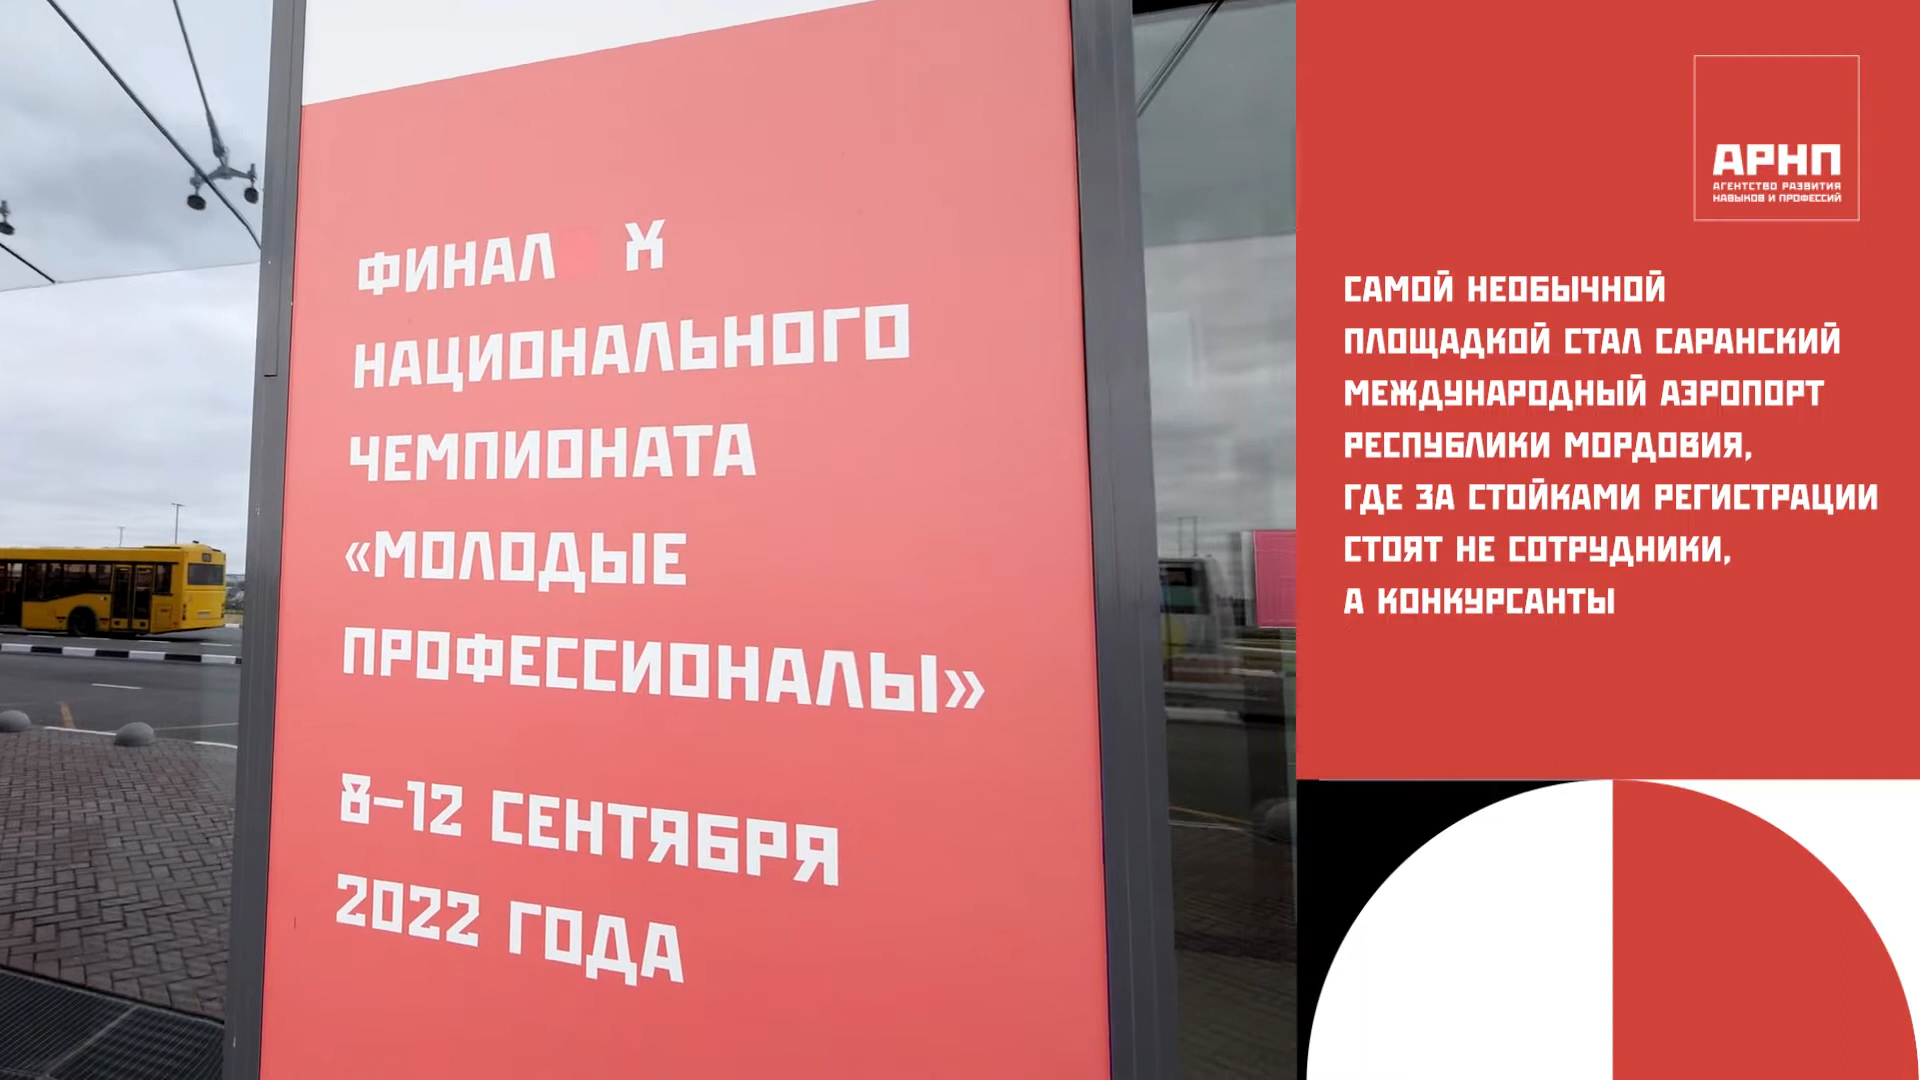 ФИНАЛ Х
НАЦИОНАЛЬНОГО
ЧЕМПИОНАТА
«МОЛОДЫЕ
ПРОФЕССИОНАЛЫ»
8–12 СЕНТЯБРЯ
2022 ГОДА
АРНП
АГЕНТСТВО РАЗВИТИЯ
НАВЫКОВ И ПРОФЕССИЙ
САМОЙ НЕОБЫЧНОЙ
ПЛОЩАДКОЙ СТАЛ САРАНСКИЙ
МЕЖДУНАРОДНЫЙ АЭРОПОРТ
РЕСПУБЛИКИ МОРДОВИЯ,
ГДЕ ЗА СТОЙКАМИ РЕГИСТРАЦИИ
СТОЯТ НЕ СОТРУДНИКИ,
А КОНКУРСАНТЫ